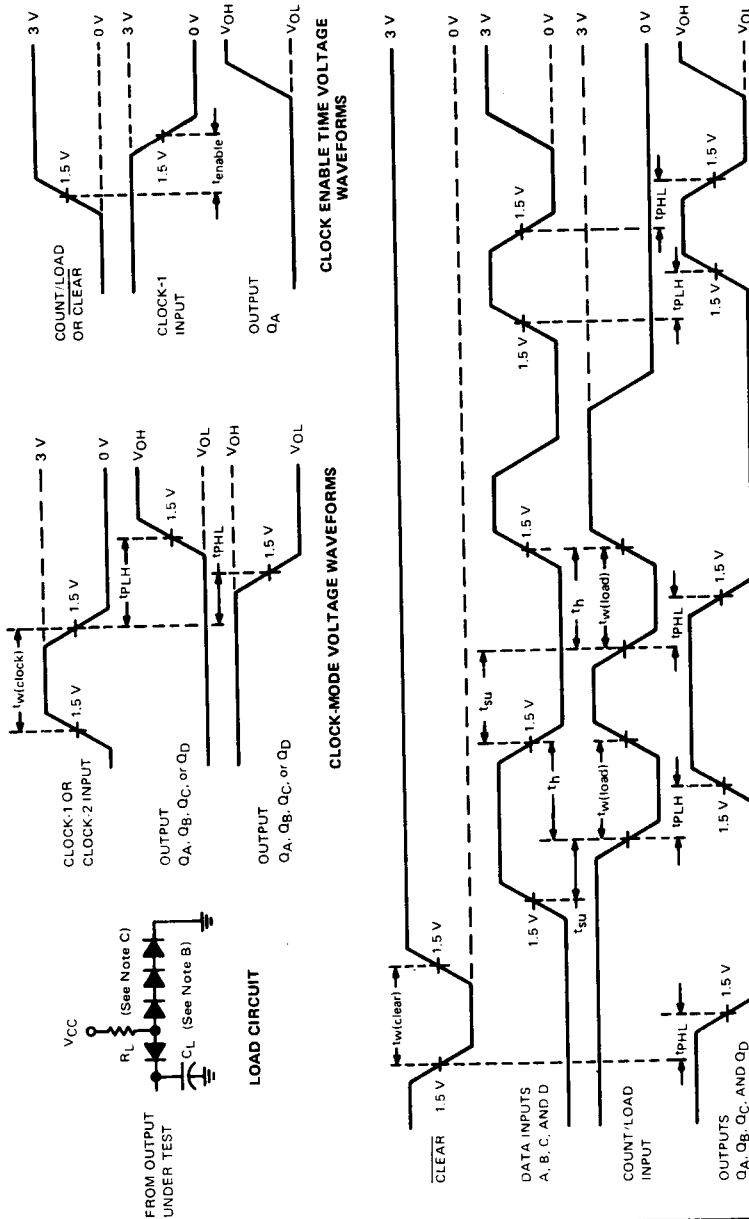 FROM OUTPUT
UNDER TEST
VCC
RL
(See Note C)
CL
(See Note B)
LOAD CIRCUIT
CLOCK-1 OR
CLOCK-2 INPUT
tw(clock)
1.5 V
1.5 V
3 V
0 V
tPLH
OUTPUT
QA, QB, QC, or QD
1.5 V
VOH
VOL
tPHL
OUTPUT
QA, QB, QC, or QD
1.5 V
VOH
VOL
CLOCK-MODE VOLTAGE WAVEFORMS
COUNT/LOAD
OR CLEAR
1.5 V
3 V
0 V
CLOCK-1
INPUT
1.5 V
3 V
0 V
tenable
OUTPUT
QA
VOH
VOL
CLOCK ENABLE TIME VOLTAGE
WAVEFORMS
CLEAR
1.5 V
tw(clear)
1.5 V
3 V
0 V
DATA INPUTS
A, B, C, AND D
1.5 V
1.5 V
1.5 V
1.5 V
1.5 V
3 V
0 V
tsu
th
tsu
th
COUNT/LOAD
INPUT
tw(load)
tw(load)
3 V
0 V
tPHL
tPLH
tPHL
tPLH
tPHL
OUTPUTS
QA, QB, QC, AND QD
1.5 V
1.5 V
1.5 V
1.5 V
1.5 V
VOH
VOL